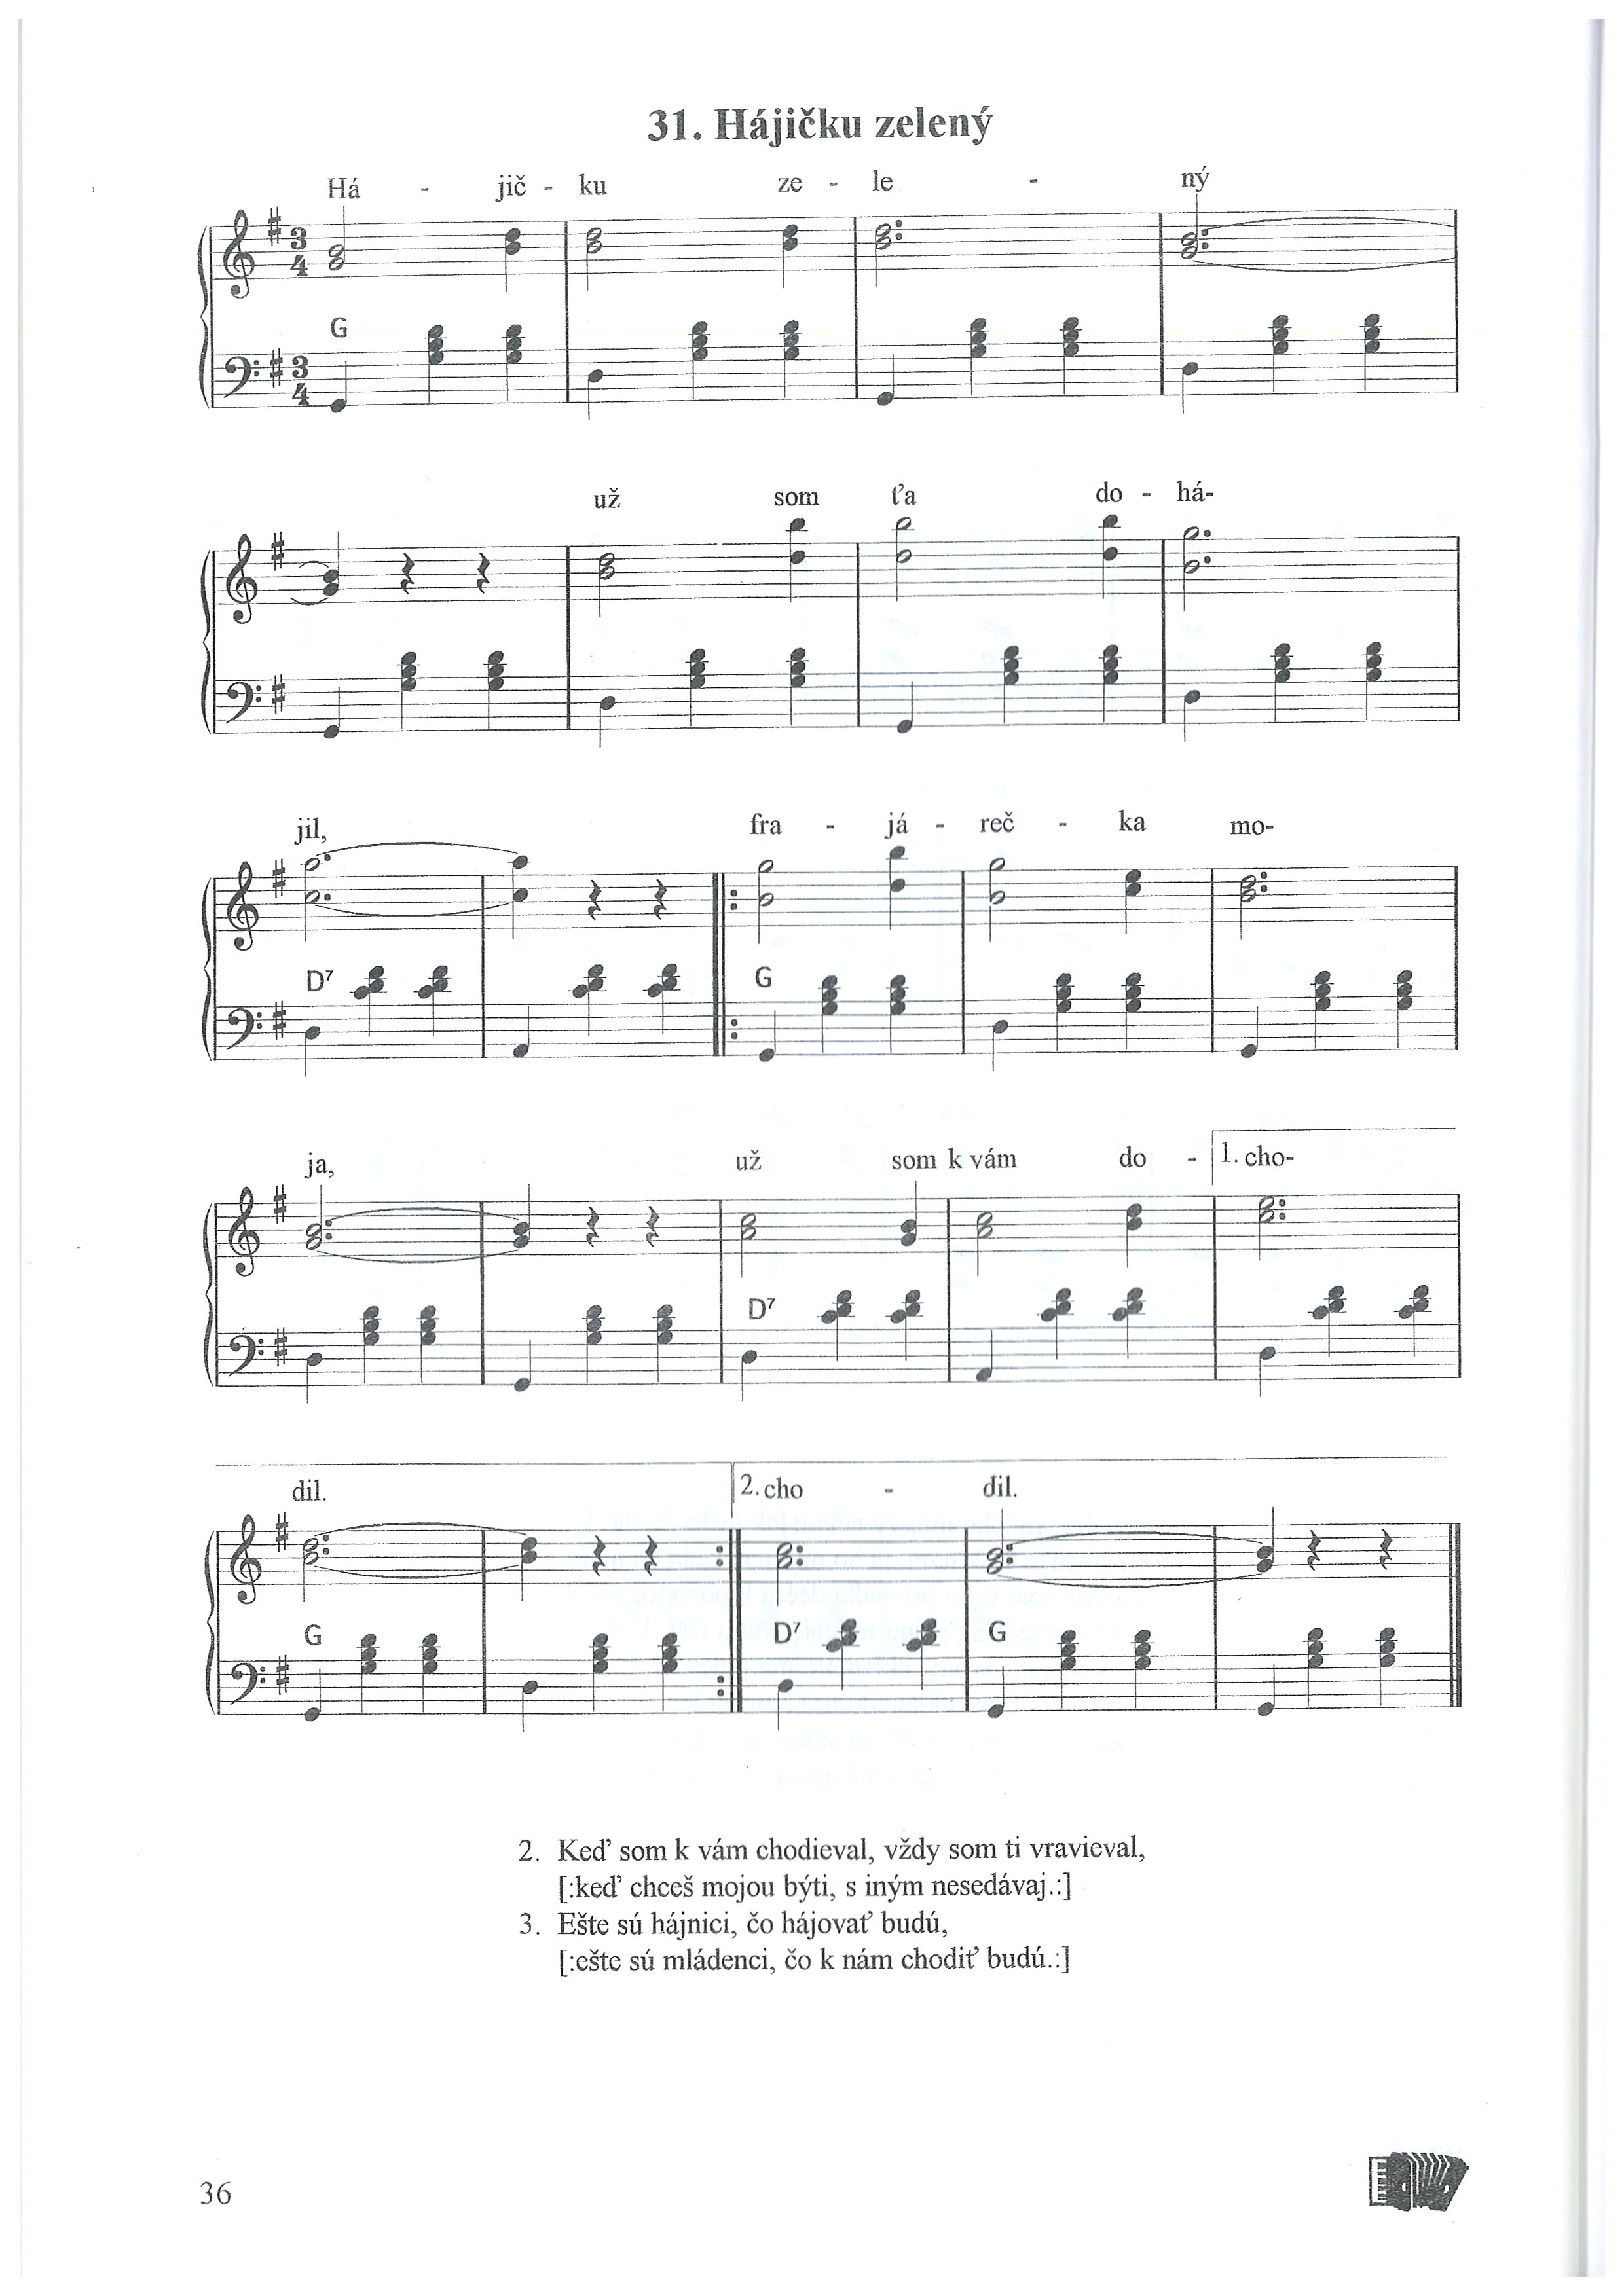 31. Hájičku zelený
Há - jič - ku ze - le - ný
G
už som ťa do - há-
jil, fra - já - reč - ka mo-
D7 G
ja, už som k vám do - 1. cho-
D7
dil. 2. cho - dil.
G D7 G
2. Keď som k vám chodieval, vždy som ti vravieval,
[:keď chceš mojou býti, s iným nesedávaj.:]
3. Ešte sú hájnici, čo hájovať budú,
[:ešte sú mládenci, čo k nám chodiť budú.:]
36